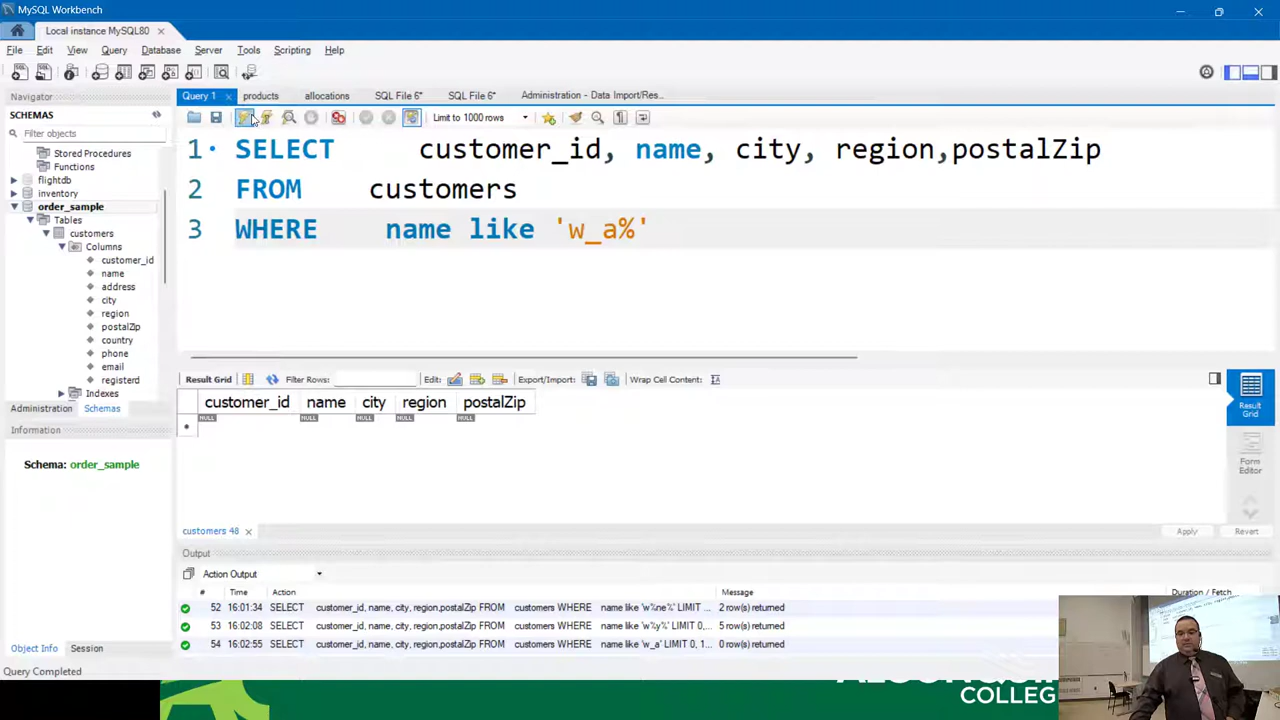 MySQL Workbench
Local instance MySQL80
File Edit View Query Database Server Tools Scripting Help
Navigator
SCHEMAS
Filter objects
Stored Procedures
Functions
flightdb
inventory
order_sample
Tables
customers
Columns
customer_id
name
address
city
region
postalZip
country
phone
email
registerd
Indexes
Administration Schemas
Information
Schema: order_sample
Object Info Session
Query Completed
Query 1 products allocations SQL File 6* SQL File 6* Administration - Data Import/Res...
Limit to 1000 rows
1 SELECT customer_id, name, city, region,postalZip
2 FROM customers
3 WHERE name like 'w_a%'
Result Grid Filter Rows: Edit: Export/Import: Wrap Cell Content:
customer_id name city region postalZip
NULL NULL NULL NULL NULL
Result Grid
Form Editor
customers 48
Apply Revert
Output
Action Output
# Time Action Message Duration / Fetch
52 16:01:34 SELECT customer_id, name, city, region,postalZip FROM customers WHERE name like 'w%ne%' LIMIT ... 2 row(s) returned
53 16:02:08 SELECT customer_id, name, city, region,postalZip FROM customers WHERE name like 'w%y%' LIMIT 0,... 5 row(s) returned
54 16:02:55 SELECT customer_id, name, city, region,postalZip FROM customers WHERE name like 'w_a' LIMIT 0, 1... 0 row(s) returned
COLLEG